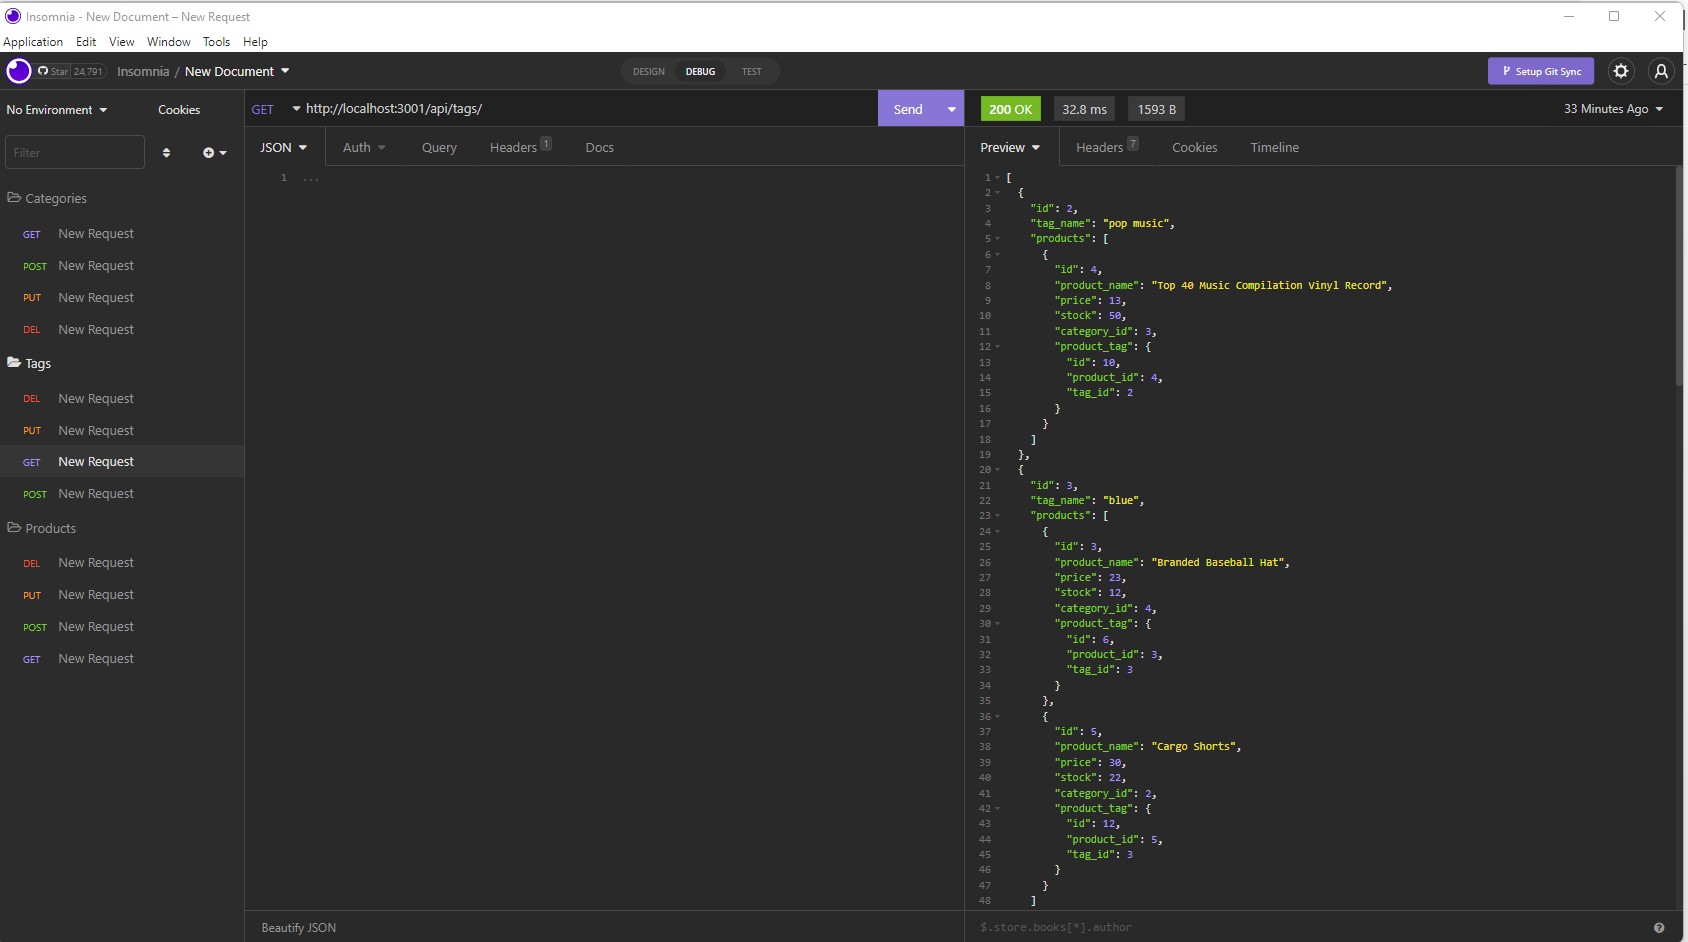 Insomnia - New Document – New Request
Application Edit View Window Tools Help
Star 24,791 Insomnia / New Document DESIGN DEBUG TEST Setup Git Sync
No Environment Cookies
Filter
Categories
GET New Request
POST New Request
PUT New Request
DEL New Request
Tags
DEL New Request
PUT New Request
GET New Request
POST New Request
Products
DEL New Request
PUT New Request
POST New Request
GET New Request
GET http://localhost:3001/api/tags/ Send
JSON Auth Query Headers 1 Docs
1 ...
Beautify JSON
200 OK 32.8 ms 1593 B 33 Minutes Ago
Preview Headers 7 Cookies Timeline
1 [
2 {
3 "id": 2,
4 "tag_name": "pop music",
5 "products": [
6 {
7 "id": 4,
8 "product_name": "Top 40 Music Compilation Vinyl Record",
9 "price": 13,
10 "stock": 50,
11 "category_id": 3,
12 "product_tag": {
13 "id": 10,
14 "product_id": 4,
15 "tag_id": 2
16 }
17 }
18 ]
19 },
20 {
21 "id": 3,
22 "tag_name": "blue",
23 "products": [
24 {
25 "id": 3,
26 "product_name": "Branded Baseball Hat",
27 "price": 23,
28 "stock": 12,
29 "category_id": 4,
30 "product_tag": {
31 "id": 6,
32 "product_id": 3,
33 "tag_id": 3
34 }
35 },
36 {
37 "id": 5,
38 "product_name": "Cargo Shorts",
39 "price": 30,
40 "stock": 22,
41 "category_id": 2,
42 "product_tag": {
43 "id": 12,
44 "product_id": 5,
45 "tag_id": 3
46 }
47 }
48 ]
$.store.books[*].author